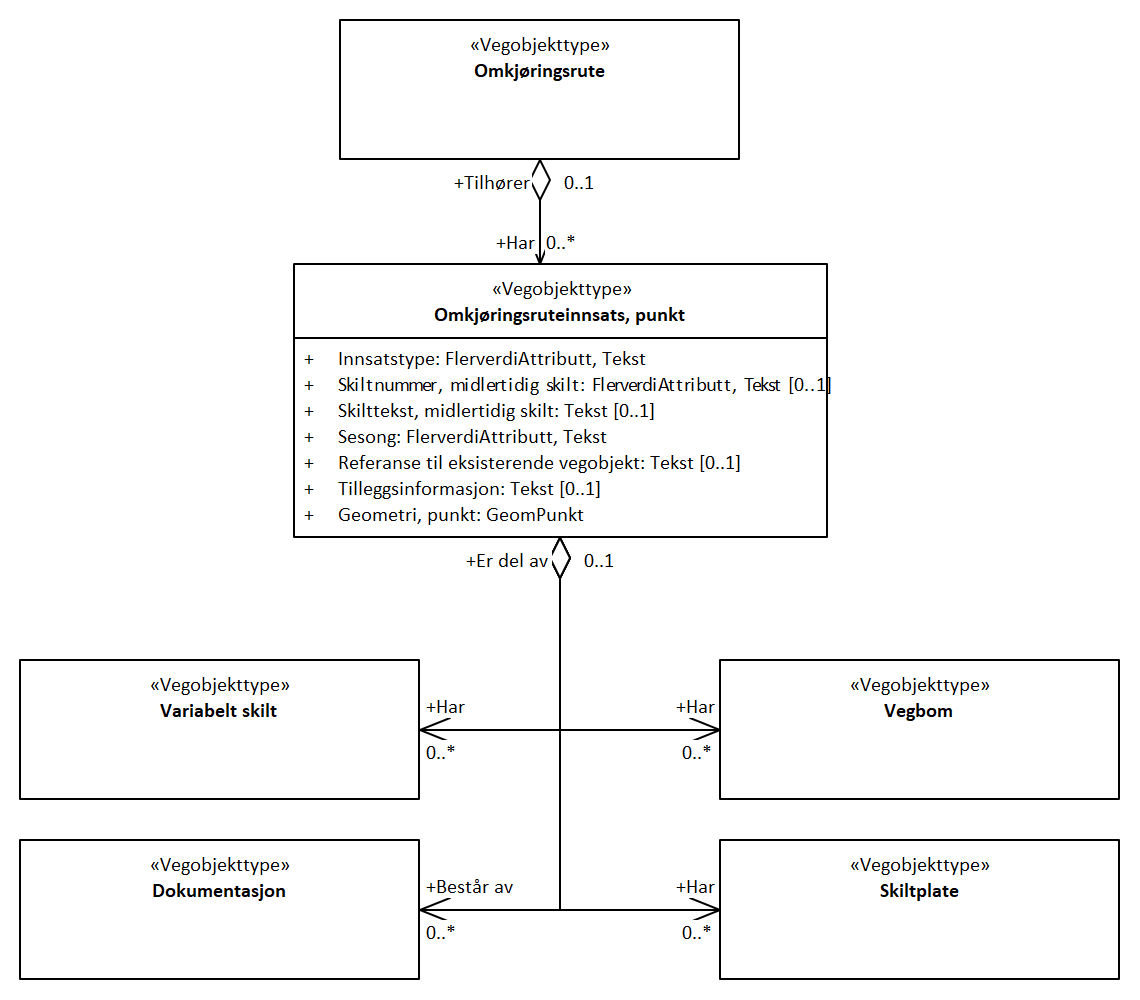 «Vegobjekttype»
Omkjøringsrute
+Tilhører 0..1
+Har 0..*
«Vegobjekttype»
Omkjøringsruteinnsats, punkt
+ Innsatstype: FlerverdiAttributt, Tekst
+ Skiltnummer, midlertidig skilt: FlerverdiAttributt, Tekst [0..1]
+ Skilttekst, midlertidig skilt: Tekst [0..1]
+ Sesong: FlerverdiAttributt, Tekst
+ Referanse til eksisterende vegobjekt: Tekst [0..1]
+ Tilleggsinformasjon: Tekst [0..1]
+ Geometri, punkt: GeomPunkt
+Er del av 0..1
«Vegobjekttype»
Variabelt skilt
+Har
0..*
+Har
0..*
«Vegobjekttype»
Vegbom
«Vegobjekttype»
Dokumentasjon
+Består av
0..*
+Har
0..*
«Vegobjekttype»
Skiltplate